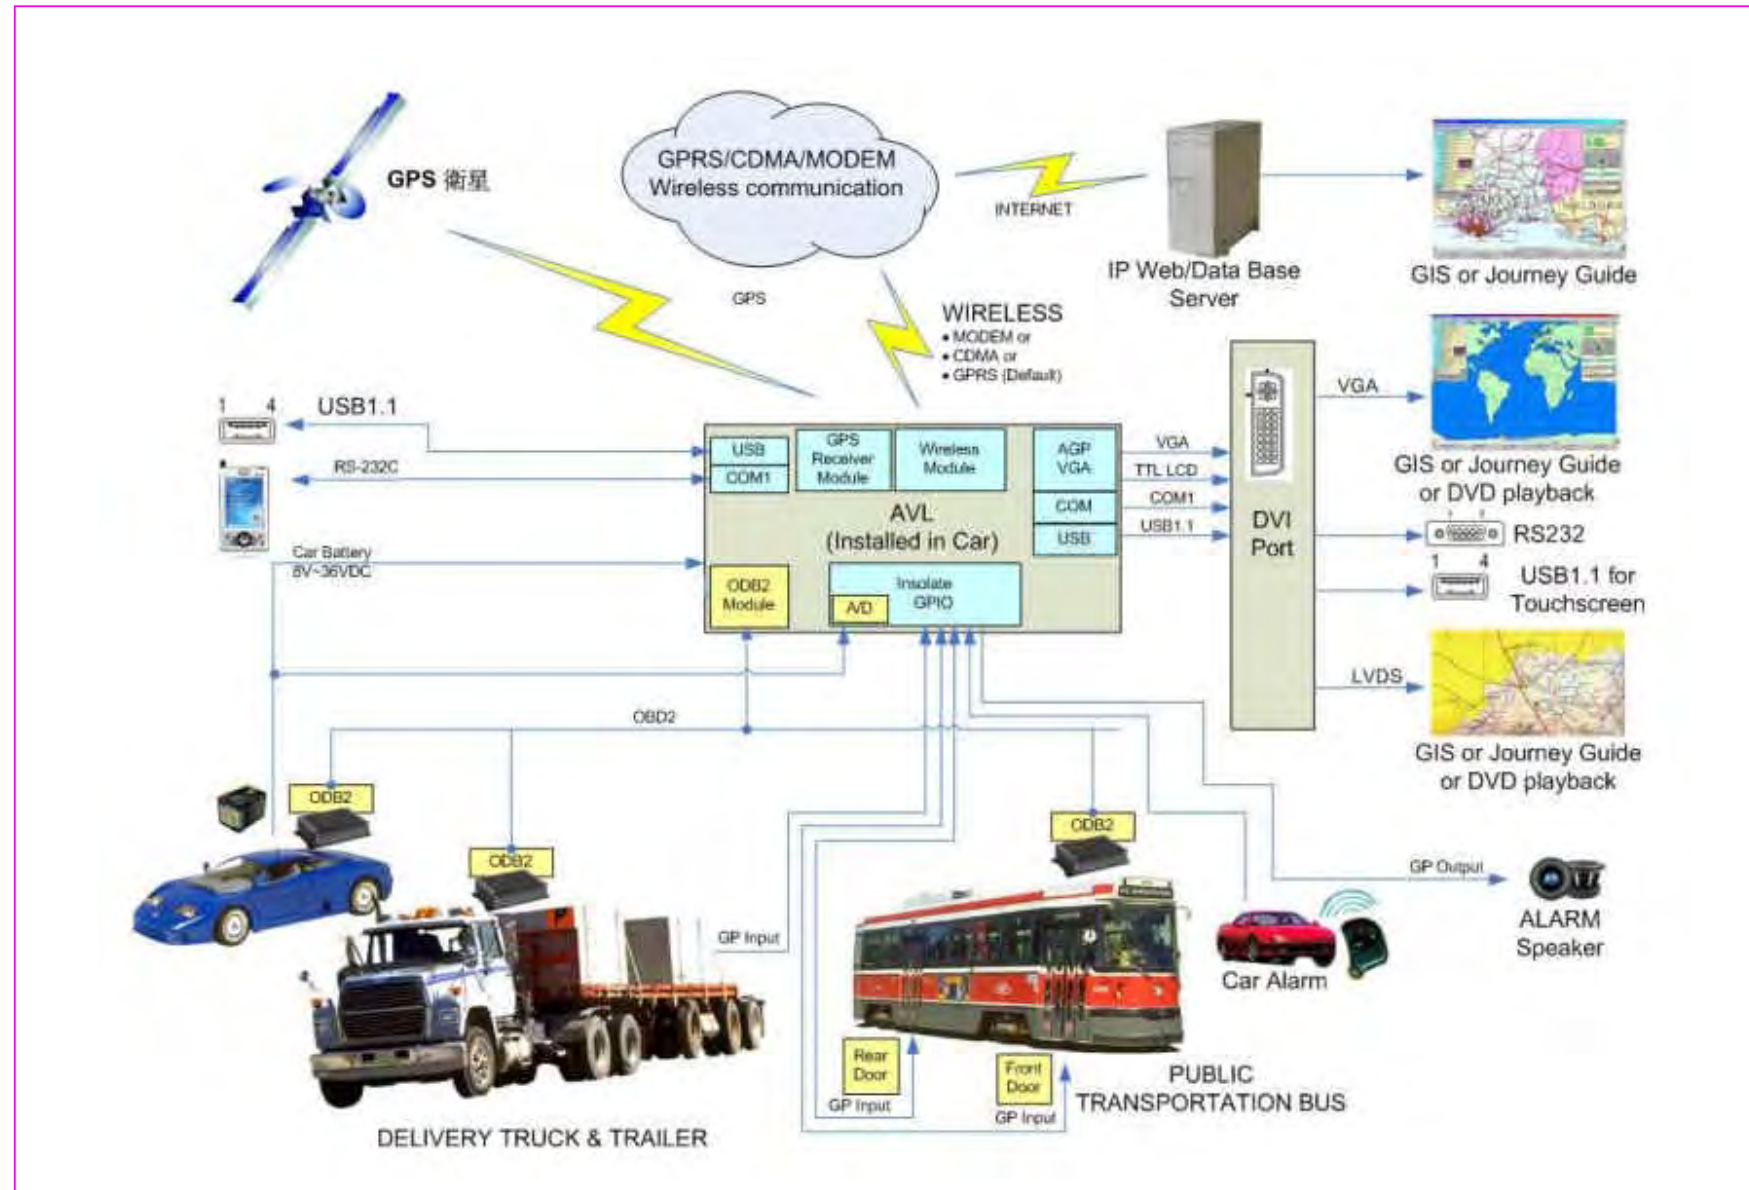 GPS 衛星
GPRS/CDMA/MODEM
Wireless communication
INTERNET
IP Web/Data Base
Server
GIS or Journey Guide
GPS
WIRELESS
• MODEM or
• CDMA or
• GPRS (Default)
1 4
USB1.1
RS-232C
Car Battery
8V~36VDC
USB
COM1
GPS
Receiver
Module
Wireless
Module
AGP
VGA
COM
USB
AVL
(Installed in Car)
ODB2
Module
Insolate
GPIO
A/D
VGA
TTL LCD
COM1
USB1.1
DVI
Port
VGA
GIS or Journey Guide
or DVD playback
RS232
1 4
USB1.1 for
Touchscreen
LVDS
GIS or Journey Guide
or DVD playback
OBD2
ODB2
ODB2
ODB2
GP Input
GP Output
ALARM
Speaker
Car Alarm
Rear
Door
GP Input
Front
Door
GP Input
PUBLIC
TRANSPORTATION BUS
DELIVERY TRUCK & TRAILER